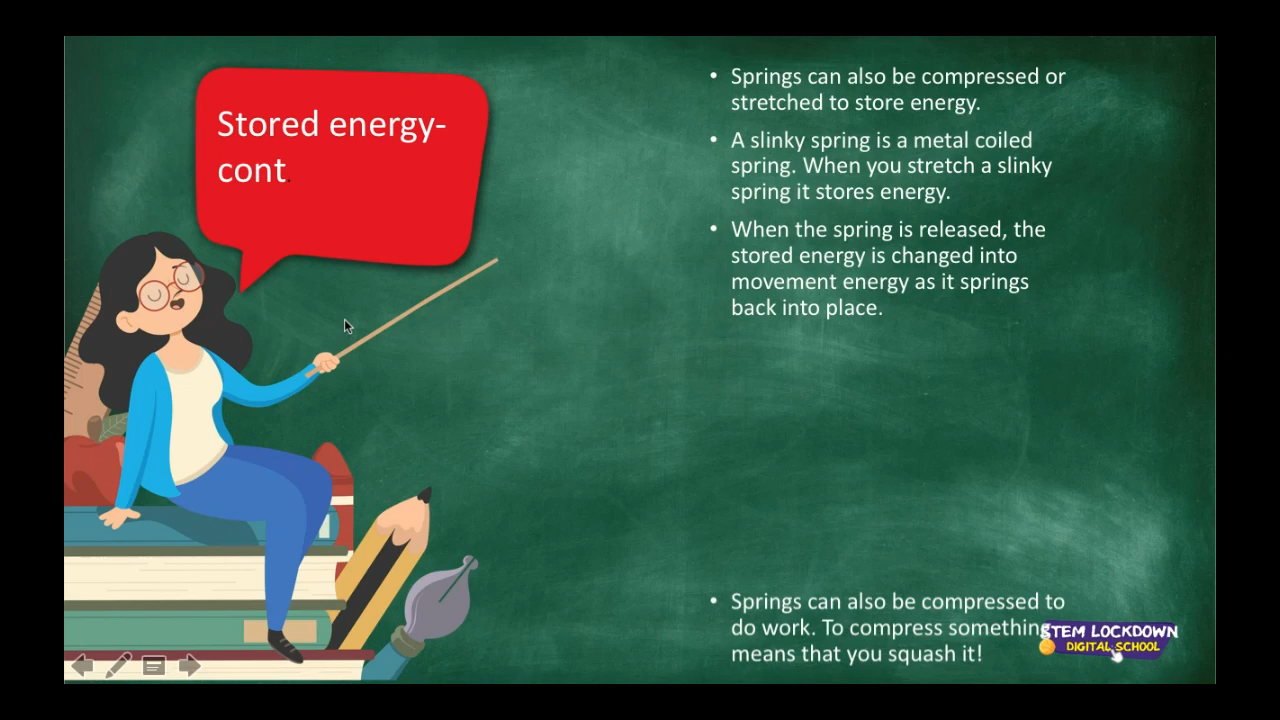 Stored energy-
cont.
• Springs can also be compressed or
stretched to store energy.
• A slinky spring is a metal coiled
spring. When you stretch a slinky
spring it stores energy.
• When the spring is released, the
stored energy is changed into
movement energy as it springs
back into place.
• Springs can also be compressed to
do work. To compress something
means that you squash it!
STEM LOCKDOWN
DIGITAL SCHOOL